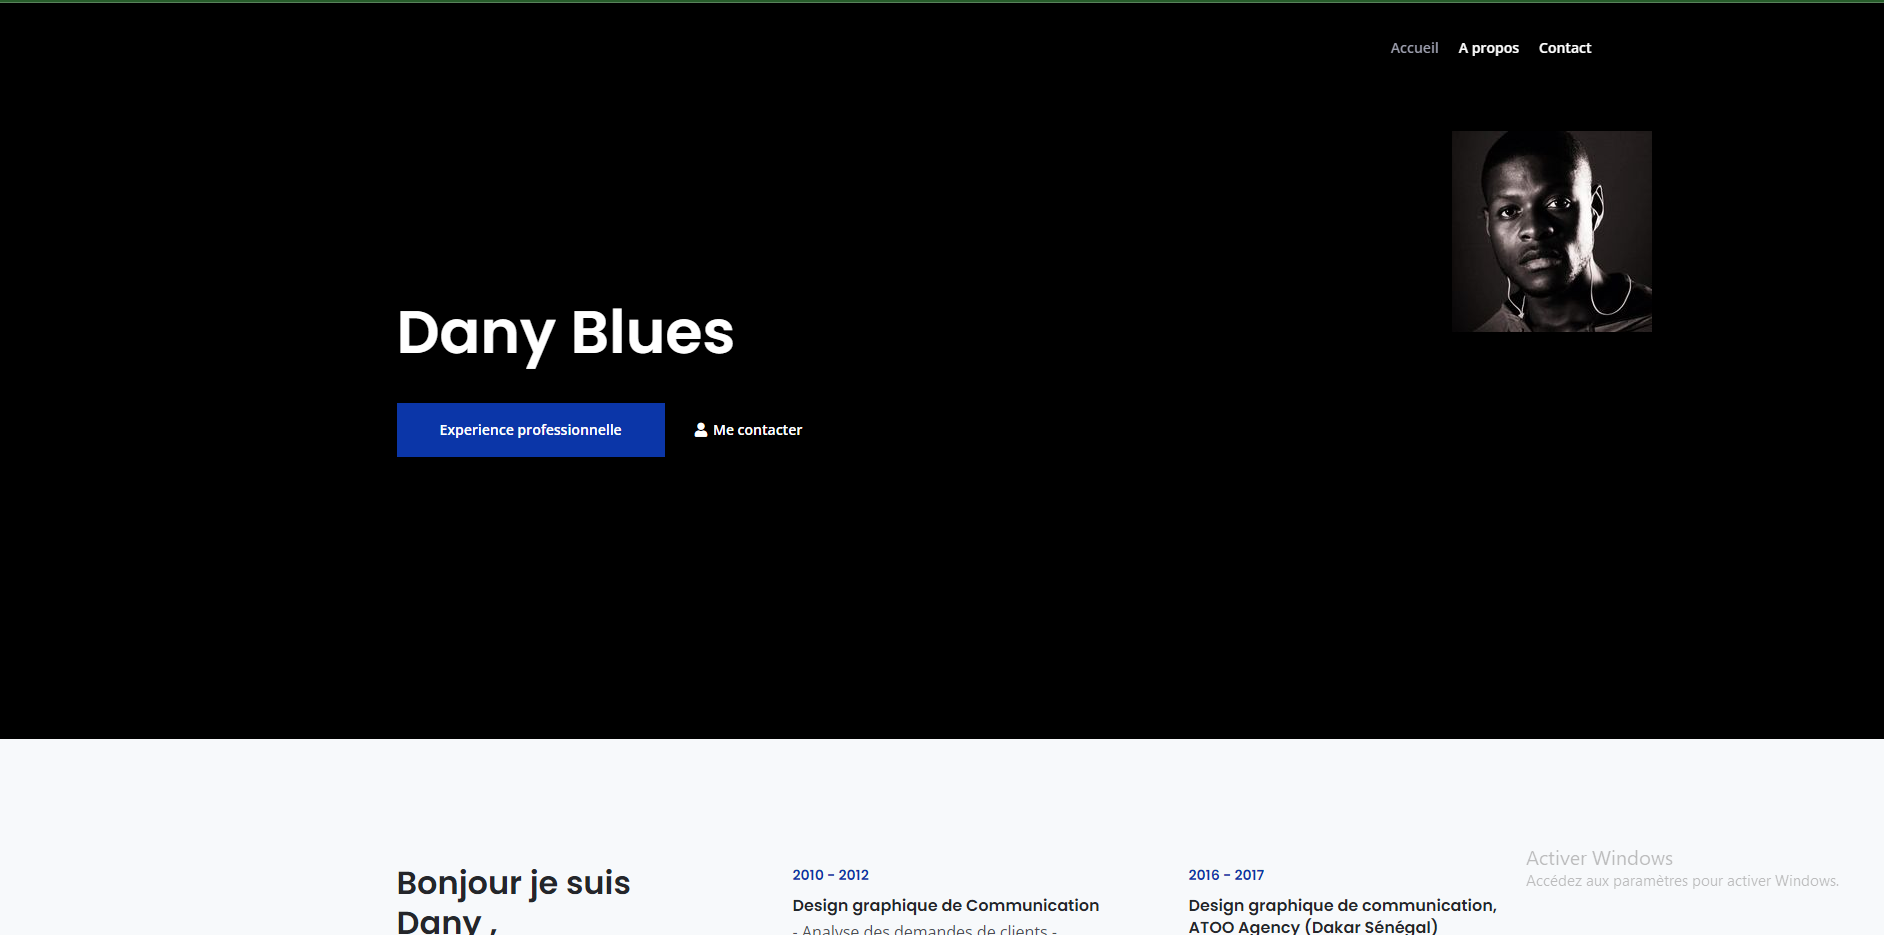 Accueil A propos Contact
Dany Blues
Experience professionnelle Me contacter
Bonjour je suis
Dany ,
2010 - 2012
Design graphique de Communication
- Analyse des demandes de clients -
2016 - 2017
Design graphique de communication,
ATOO Agency (Dakar Sénégal)
Activer Windows
Accédez aux paramètres pour activer Windows.